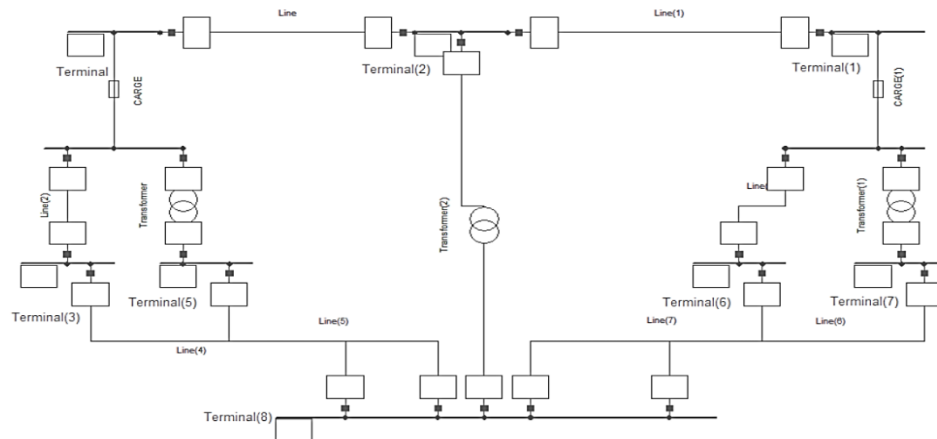 Line
Line(1)
Terminal
Terminal(2)
Terminal(1)
CARGE
CARGE(1)
Line(2)
Transformer
Transformer(2)
Line(
Transformer(1)
Terminal(3)
Terminal(5)
Terminal(6)
Terminal(7)
Line(4)
Line(5)
Line(7)
Line(6)
Terminal(8)